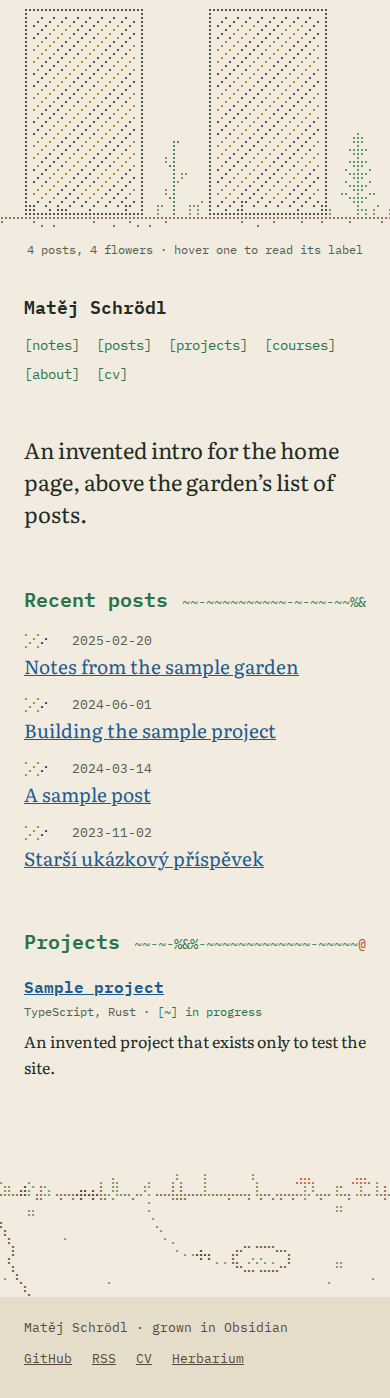 4 posts, 4 flowers · hover one to read its label
Matěj Schrödl
[notes] [posts] [projects] [courses]
[about] [cv]
An invented intro for the home
page, above the garden’s list of
posts.
Recent posts
2025-02-20
Notes from the sample garden
2024-06-01
Building the sample project
2024-03-14
A sample post
2023-11-02
Starší ukázkový příspěvek
Projects
Sample project
TypeScript, Rust · [~] in progress
An invented project that exists only to test the
site.
Matěj Schrödl · grown in Obsidian
GitHub RSS CV Herbarium